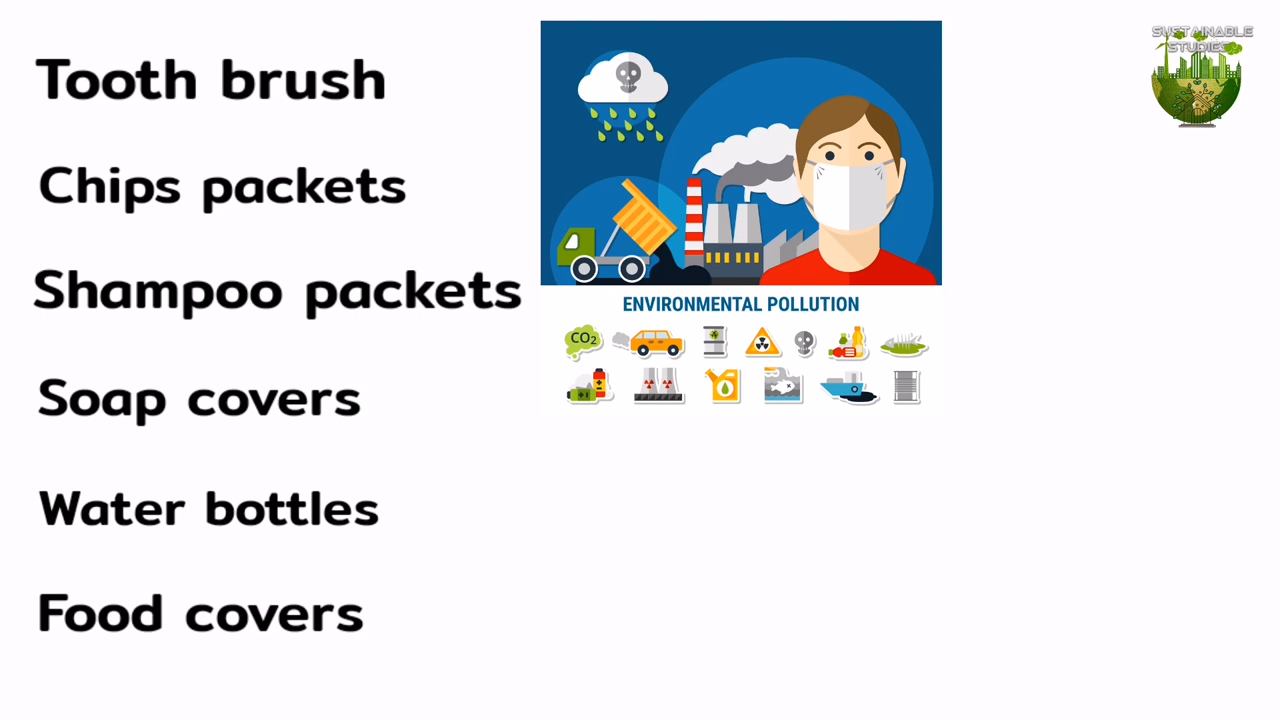 Tooth brush
Chips packets
Shampoo packets
Soap covers
Water bottles
Food covers
ENVIRONMENTAL POLLUTION
CO₂
SUSTAINABLE
STUDIES